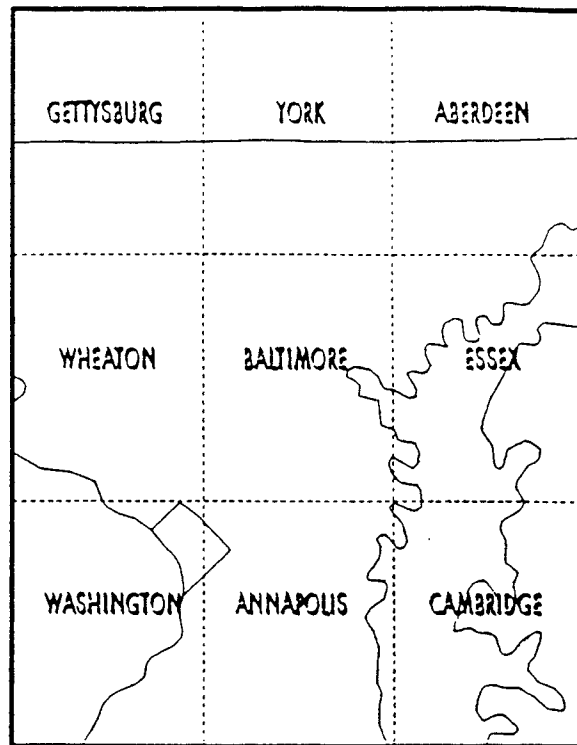 GETTYSBURG YORK ABERDEEN
WHEATON BALTIMORE ESSEX
WASHINGTON ANNAPOLIS CAMBRIDGE